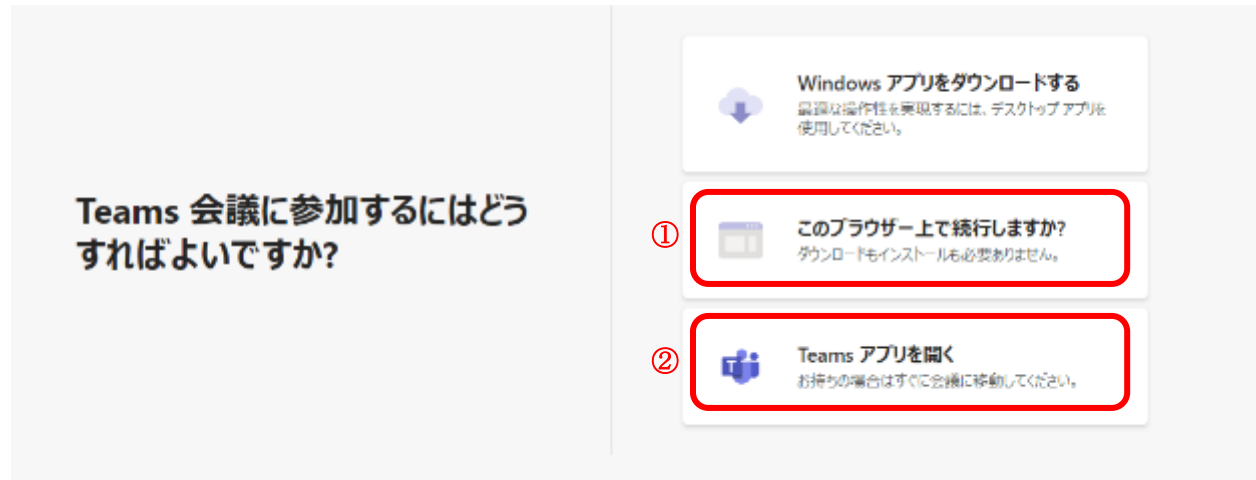 Teams 会議に参加するにはどう
すればよいですか?
Windows アプリをダウンロードする
最適な操作性を実現するには、デスクトップ アプリを
使用してください。
①
このブラウザー上で続行しますか?
ダウンロードもインストールも必要ありません。
②
Teams アプリを開く
お持ちの場合はすぐに会議に移動してください。